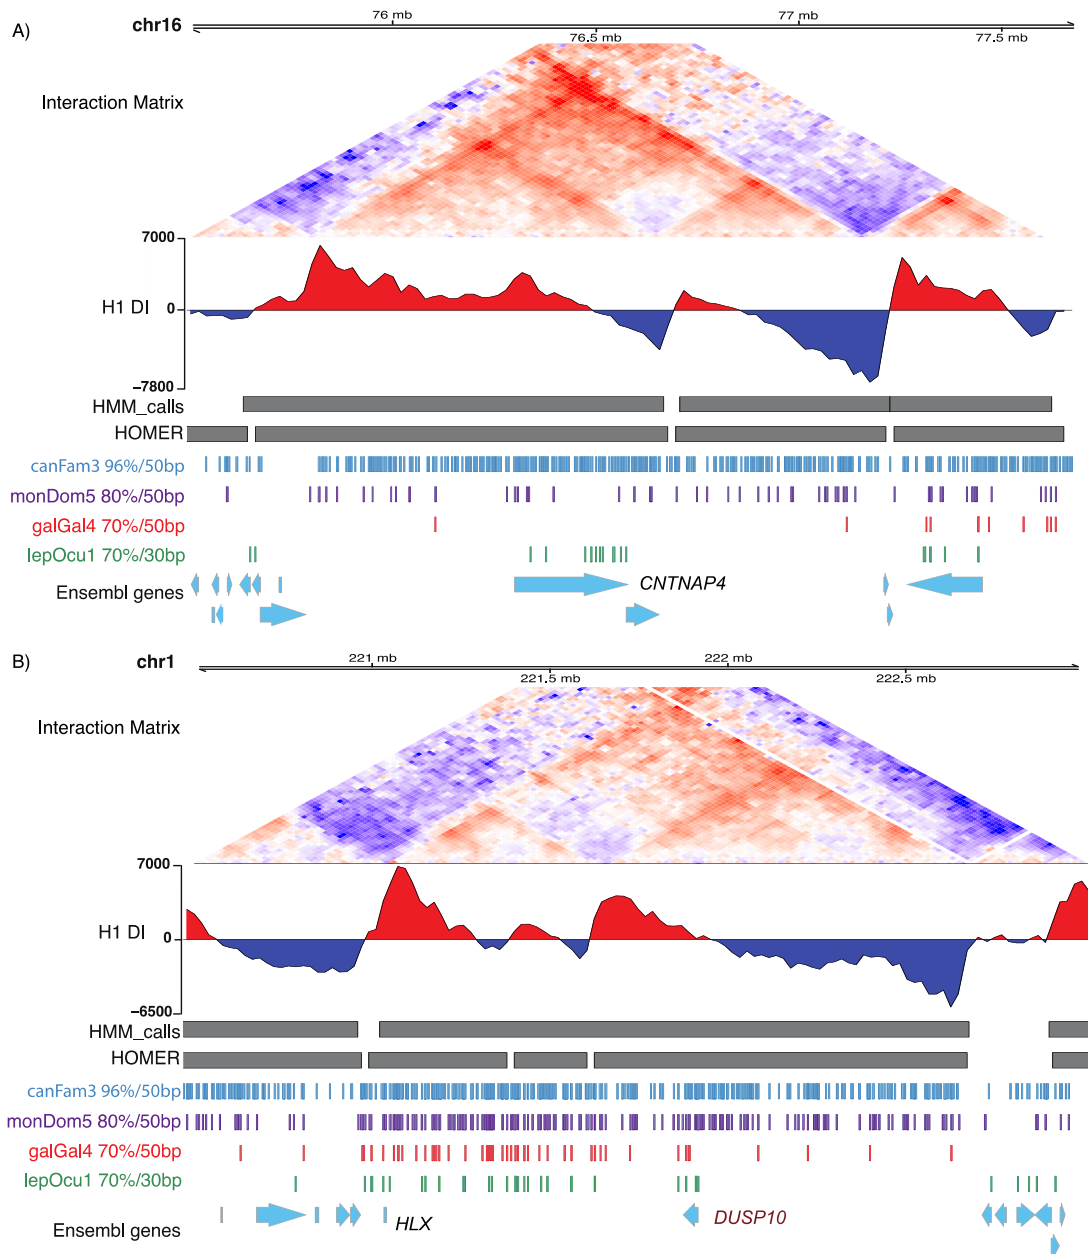 A)
chr16
76 mb
77 mb
76.5 mb
77.5 mb
Interaction Matrix
7000
H1 DI
0
−7800
HMM_calls
HOMER
canFam3 96%/50bp
monDom5 80%/50bp
galGal4 70%/50bp
lepOcu1 70%/30bp
Ensembl genes
CNTNAP4
B)
chr1
221 mb
222 mb
221.5 mb
222.5 mb
Interaction Matrix
7000
H1 DI
0
−6500
HMM_calls
HOMER
canFam3 96%/50bp
monDom5 80%/50bp
galGal4 70%/50bp
lepOcu1 70%/30bp
Ensembl genes
HLX
DUSP10